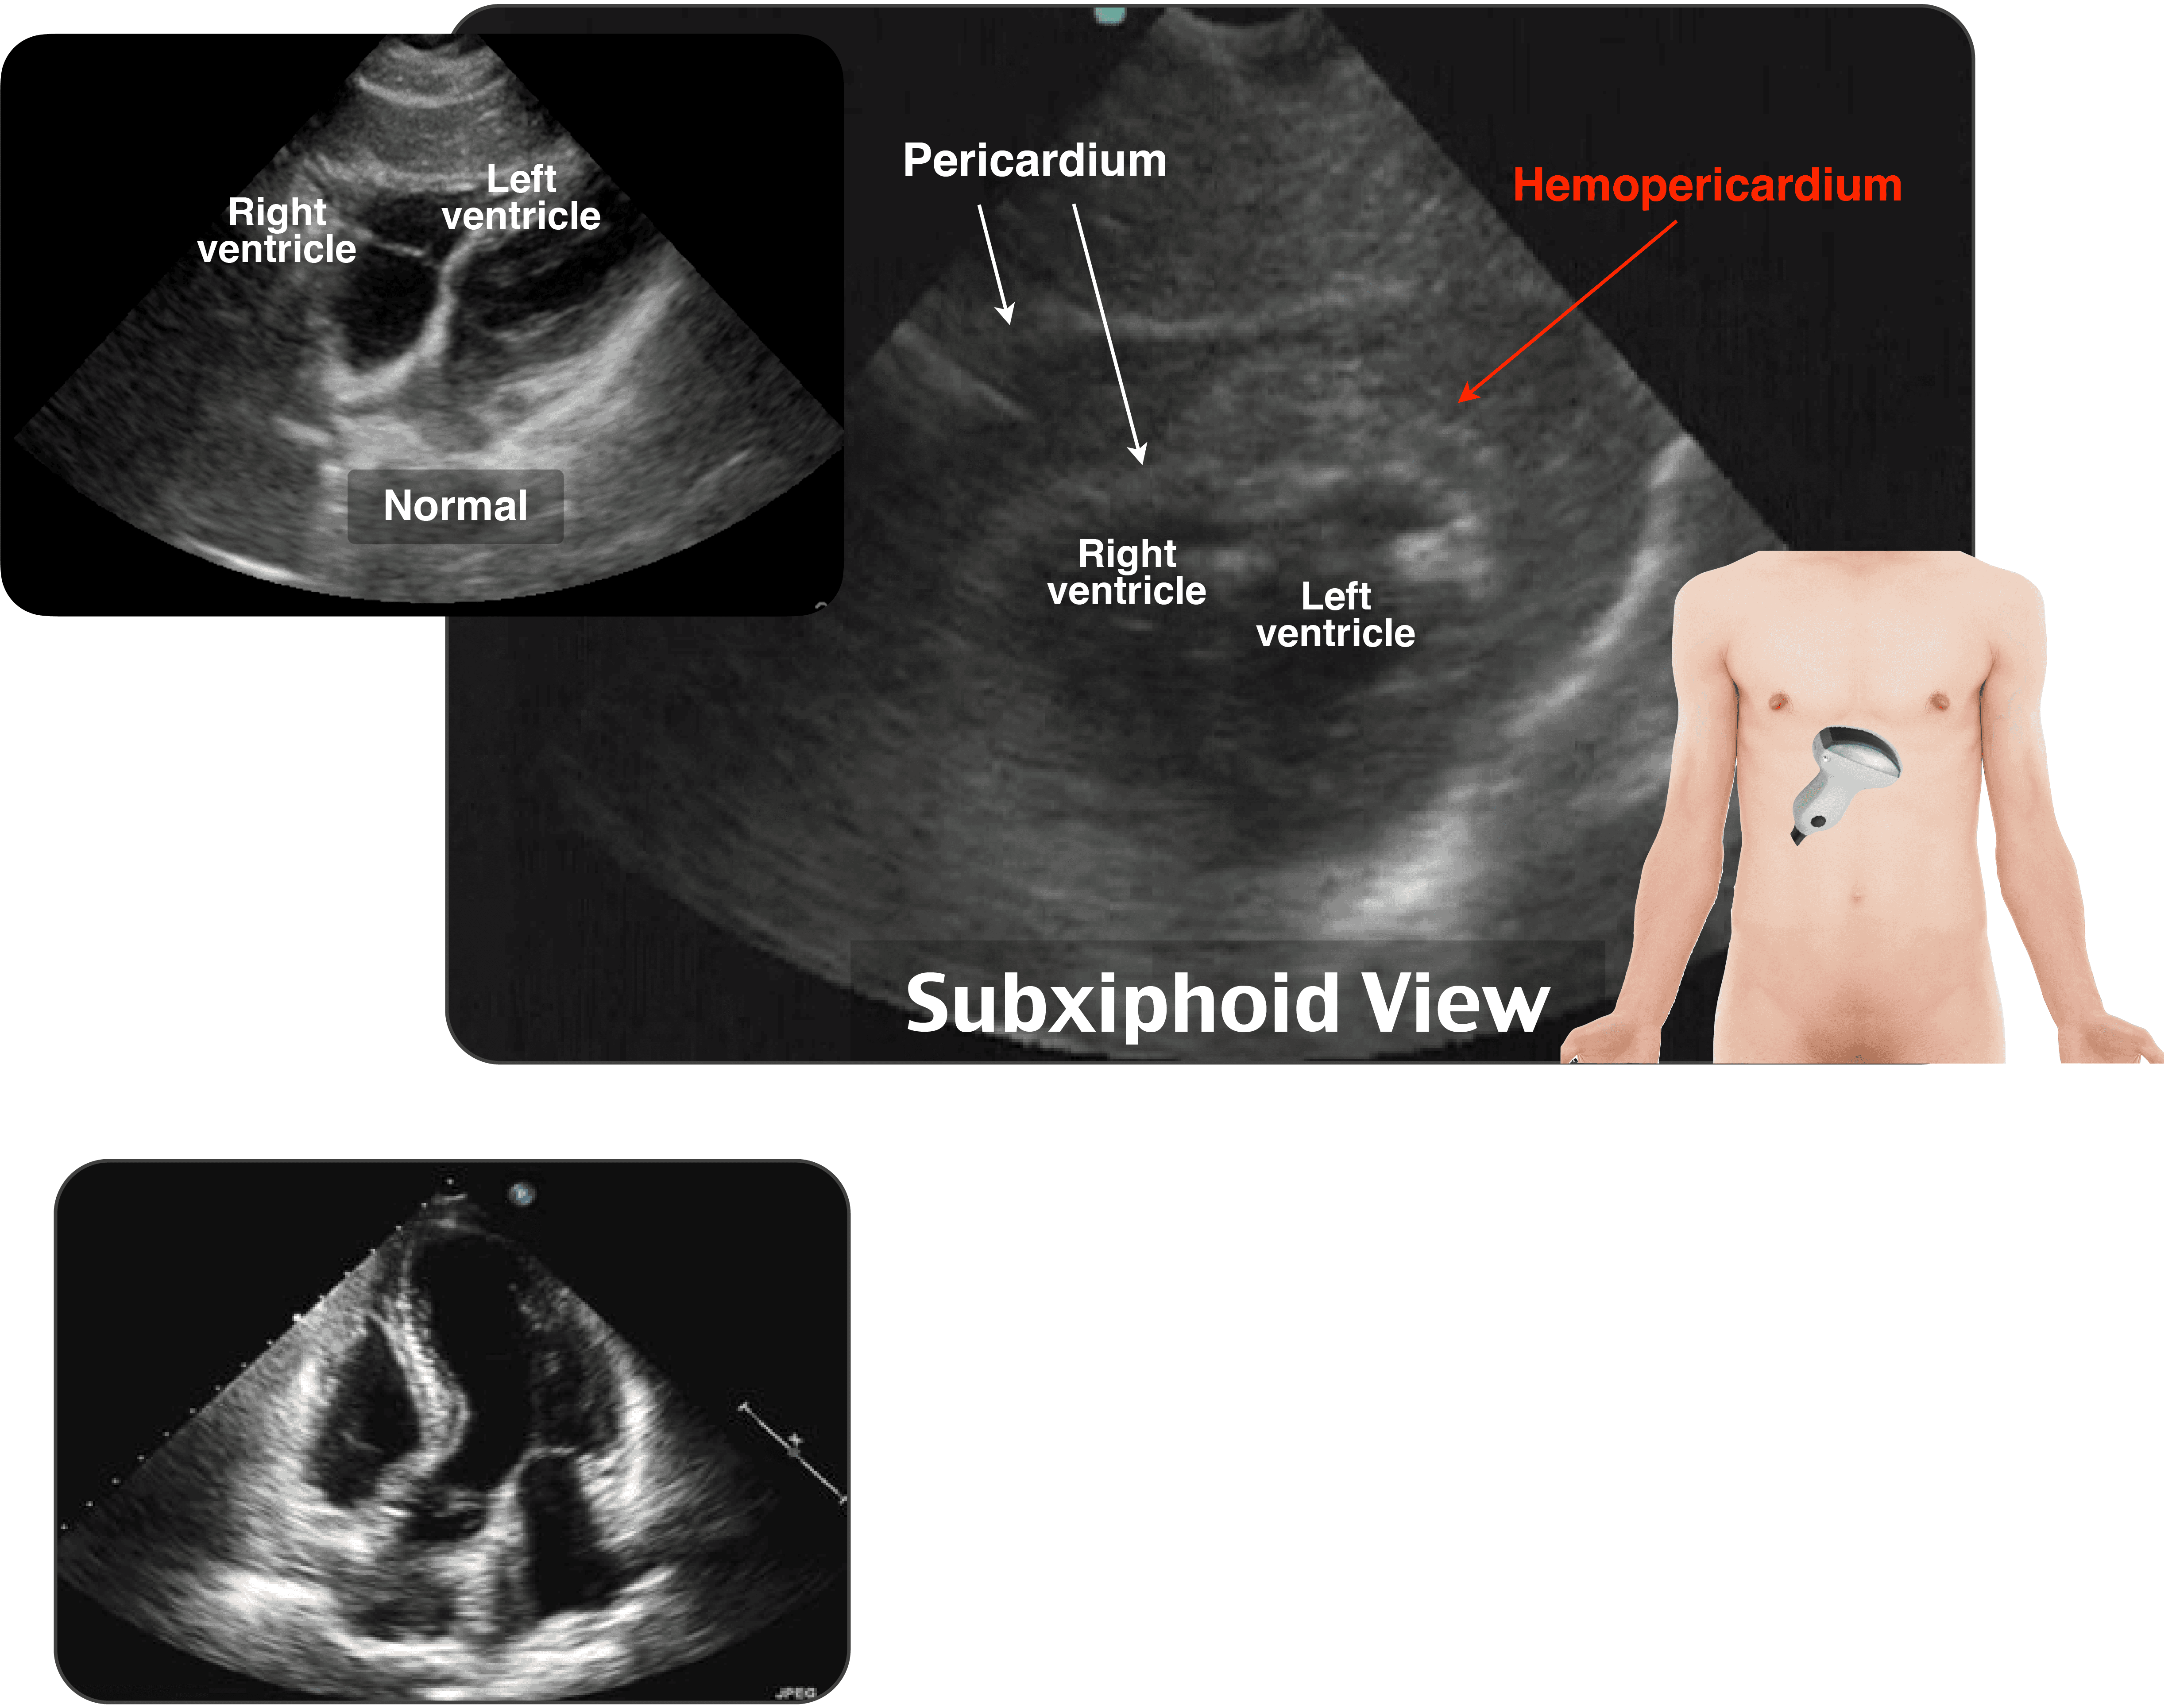 Right
ventricle
Left
ventricle
Normal
Pericardium
Hemopericardium
Right
ventricle
Left
ventricle
Subxiphoid View
P
JPEG